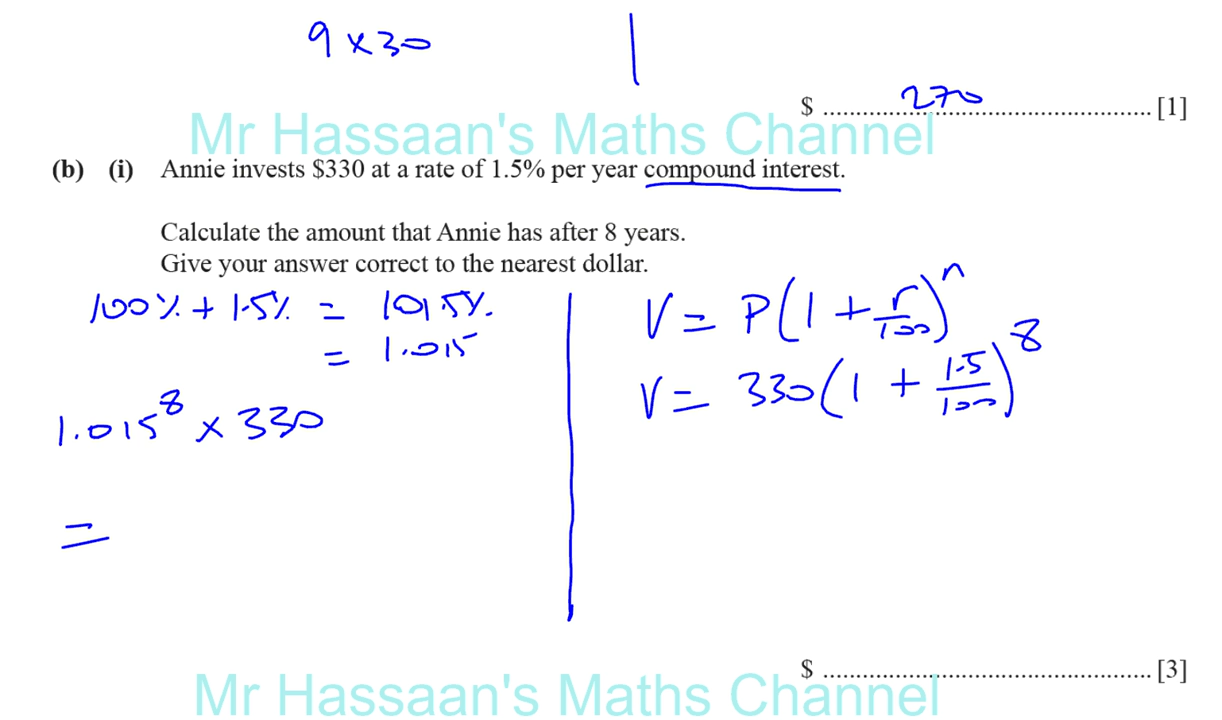 9 × 30
$ ................ 270 ................ [1]
Mr Hassaan's Maths Channel
(b) (i) Annie invests $330 at a rate of 1.5% per year compound interest.
Calculate the amount that Annie has after 8 years.
Give your answer correct to the nearest dollar.
100% + 1.5% = 101.5%
= 1.015
1.015⁸ × 330
=
V = P(1 + r/100)ⁿ
V = 330(1 + 1.5/100)⁸
$ ................................ [3]
Mr Hassaan's Maths Channel